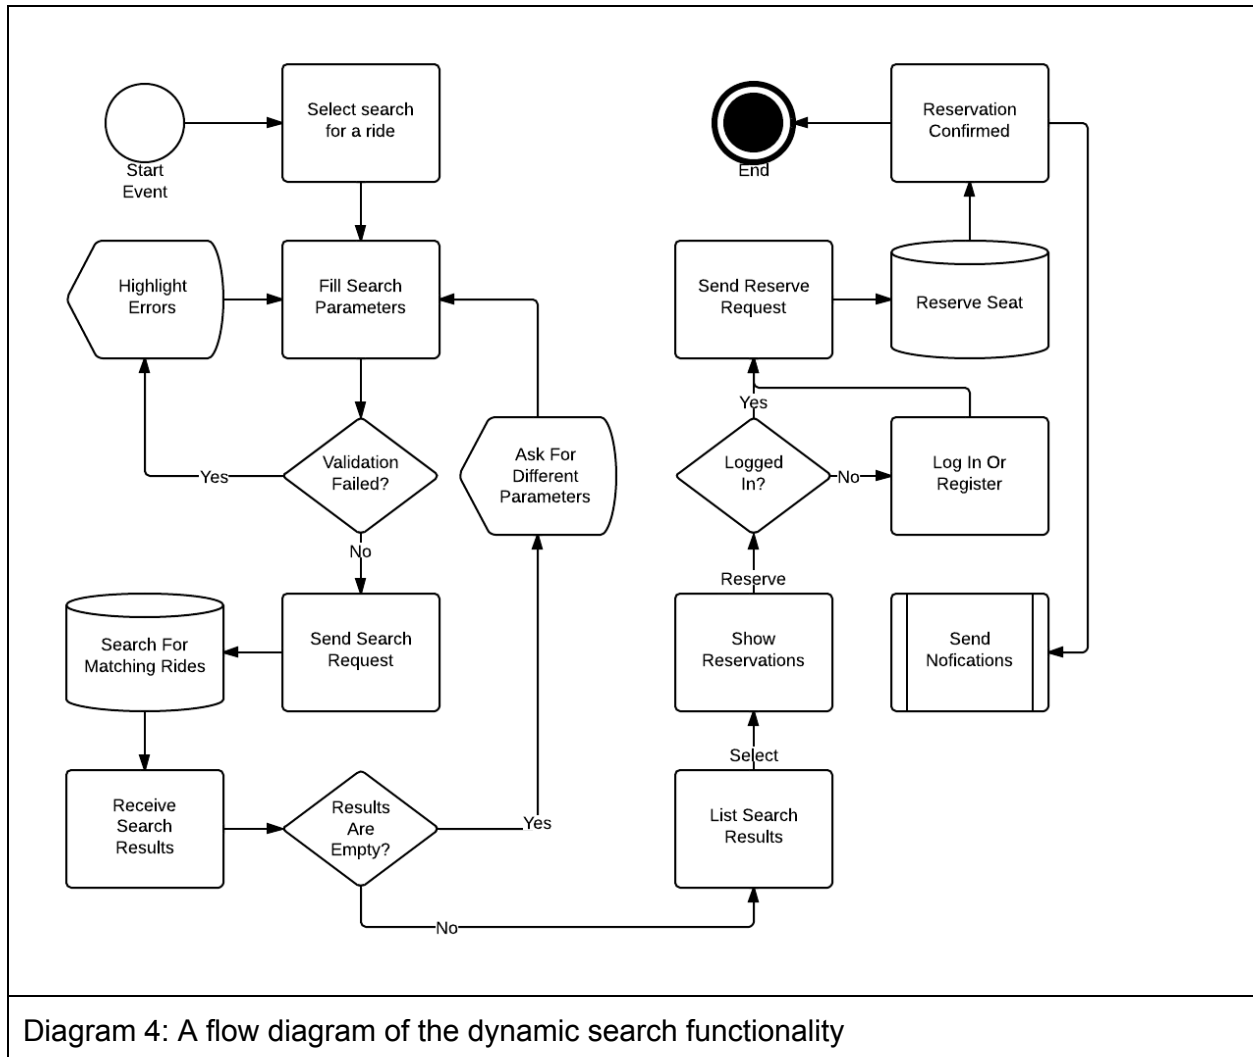 Start
Event
Select search
for a ride
Highlight
Errors
Fill Search
Parameters
Yes
Validation
Failed?
No
Ask For
Different
Parameters
Search For
Matching Rides
Send Search
Request
Receive
Search
Results
Results
Are
Empty?
Yes
No
End
Reservation
Confirmed
Send Reserve
Request
Reserve Seat
Yes
Logged
In?
No
Log In Or
Register
Reserve
Show
Reservations
Send
Nofications
Select
List Search
Results
Diagram 4: A flow diagram of the dynamic search functionality